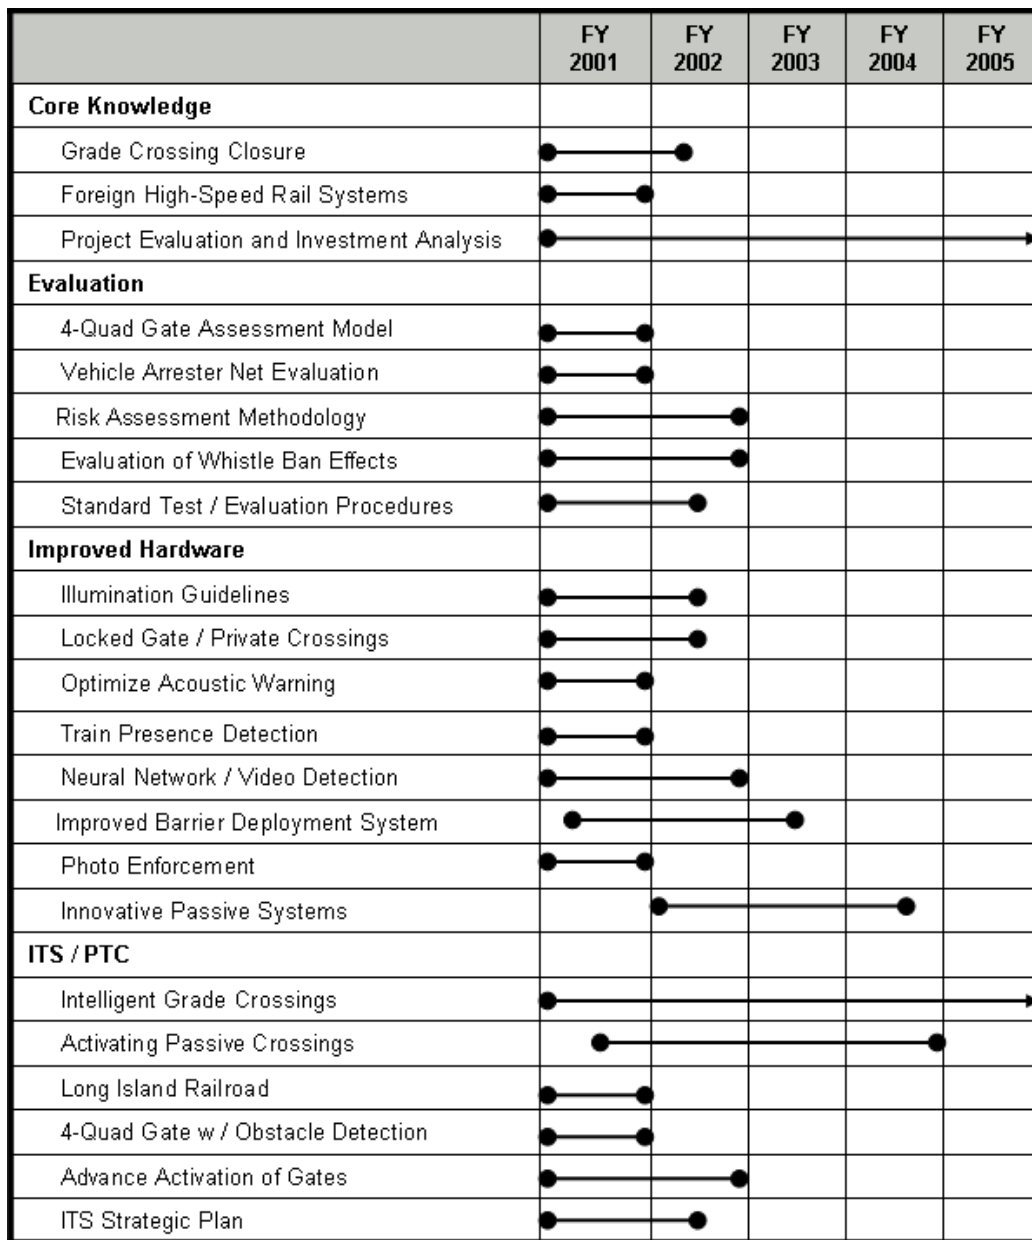 FY 2001 FY 2002 FY 2003 FY 2004 FY 2005
Core Knowledge
Grade Crossing Closure
Foreign High-Speed Rail Systems
Project Evaluation and Investment Analysis
Evaluation
4-Quad Gate Assessment Model
Vehicle Arrester Net Evaluation
Risk Assessment Methodology
Evaluation of Whistle Ban Effects
Standard Test / Evaluation Procedures
Improved Hardware
Illumination Guidelines
Locked Gate / Private Crossings
Optimize Acoustic Warning
Train Presence Detection
Neural Network / Video Detection
Improved Barrier Deployment System
Photo Enforcement
Innovative Passive Systems
ITS / PTC
Intelligent Grade Crossings
Activating Passive Crossings
Long Island Railroad
4-Quad Gate w / Obstacle Detection
Advance Activation of Gates
ITS Strategic Plan